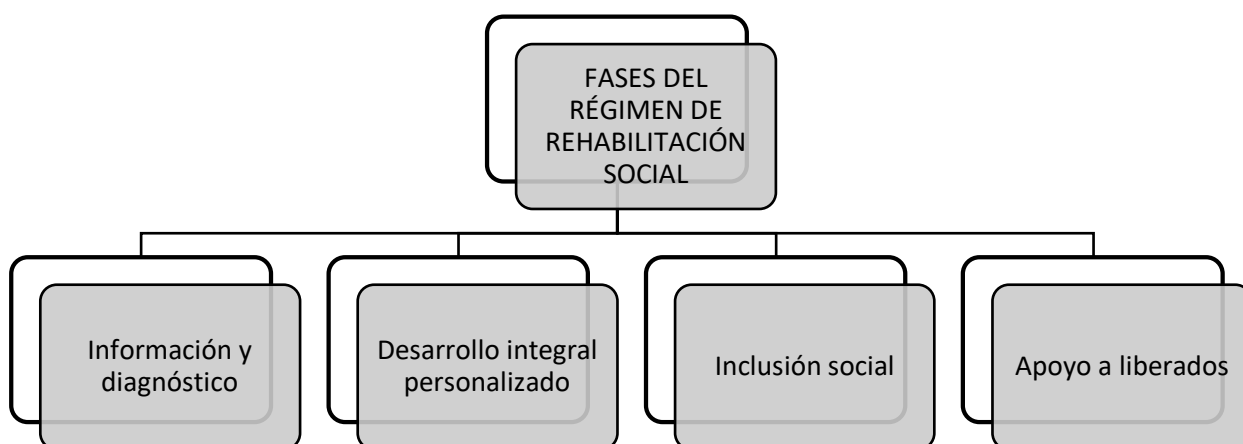 FASES DEL
RÉGIMEN DE
REHABILITACIÓN
SOCIAL
Información y
diagnóstico
Desarrollo integral
personalizado
Inclusión social
Apoyo a liberados